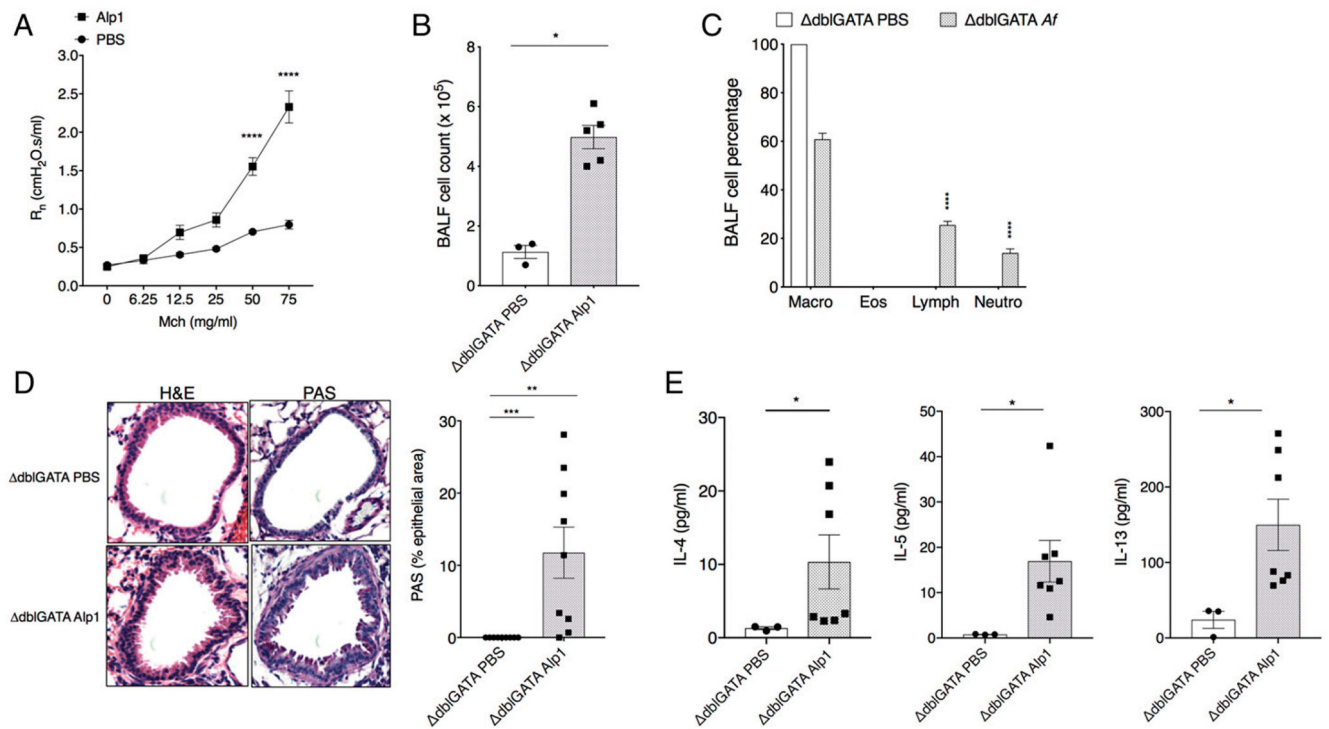 A
Alp1
PBS
3.0
2.5
2.0
1.5
1.0
0.5
0.0
Rn (cmH2O.s/ml)
****
****
0 6.25 12.5 25 50 75
Mch (mg/ml)
B
*
8
6
4
2
0
BALF cell count (x 10⁵)
ΔdblGATA PBS
ΔdblGATA Alp1
C
ΔdblGATA PBS
ΔdblGATA Af
100
80
60
40
20
0
BALF cell percentage
****
****
Macro Eos Lymph Neutro
D
H&E PAS
ΔdblGATA PBS
ΔdblGATA Alp1
**
***
30
20
10
0
PAS (% epithelial area)
ΔdblGATA PBS
ΔdblGATA Alp1
E
*
30
20
10
0
IL-4 (pg/ml)
ΔdblGATA PBS
ΔdblGATA Alp1
*
50
40
30
20
10
0
IL-5 (pg/ml)
ΔdblGATA PBS
ΔdblGATA Alp1
*
300
200
100
0
IL-13 (pg/ml)
ΔdblGATA PBS
ΔdblGATA Alp1